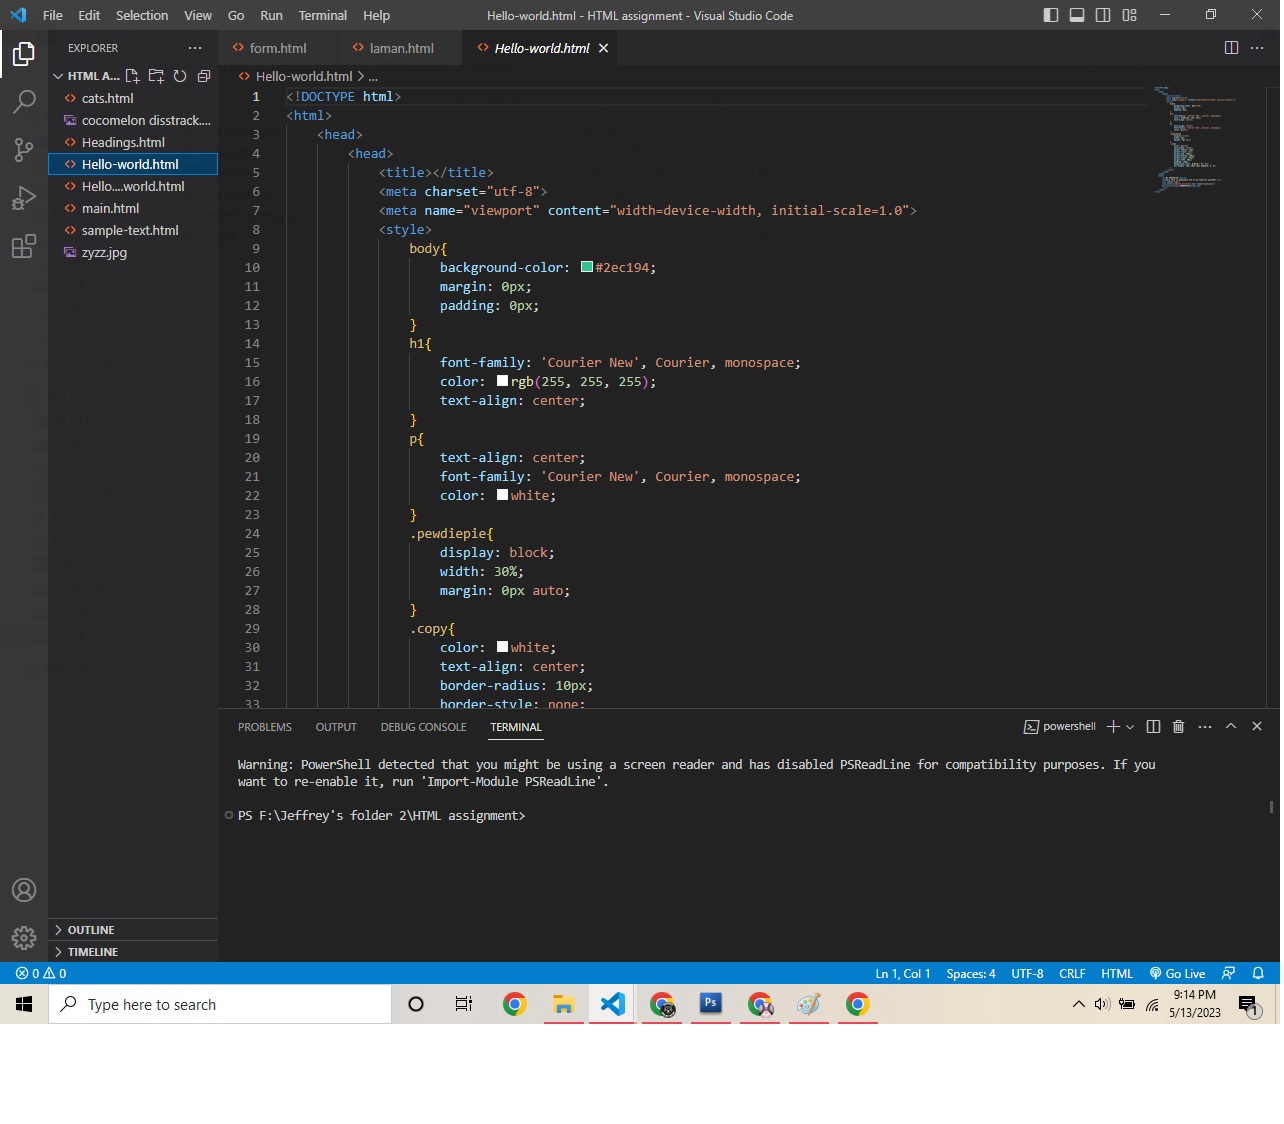 File Edit Selection View Go Run Terminal Help Hello-world.html - HTML assignment - Visual Studio Code
EXPLORER
form.html laman.html Hello-world.html
HTML A...
Hello-world.html > ...
cats.html
cocomelon disstrack....
Headings.html
Hello-world.html
Hello....world.html
main.html
sample-text.html
zyzz.jpg
OUTLINE
TIMELINE
1 <!DOCTYPE html>
2 <html>
3 <head>
4 <head>
5 <title></title>
6 <meta charset="utf-8">
7 <meta name="viewport" content="width=device-width, initial-scale=1.0">
8 <style>
9 body{
10 background-color: #2ec194;
11 margin: 0px;
12 padding: 0px;
13 }
14 h1{
15 font-family: 'Courier New', Courier, monospace;
16 color: rgb(255, 255, 255);
17 text-align: center;
18 }
19 p{
20 text-align: center;
21 font-family: 'Courier New', Courier, monospace;
22 color: white;
23 }
24 .pewdiepie{
25 display: block;
26 width: 30%;
27 margin: 0px auto;
28 }
29 .copy{
30 color: white;
31 text-align: center;
32 border-radius: 10px;
33 border-style: none;
PROBLEMS OUTPUT DEBUG CONSOLE TERMINAL powershell
Warning: PowerShell detected that you might be using a screen reader and has disabled PSReadLine for compatibility purposes. If you
want to re-enable it, run 'Import-Module PSReadLine'.
PS F:\Jeffrey's folder 2\HTML assignment>
0 0 Ln 1, Col 1 Spaces: 4 UTF-8 CRLF HTML Go Live
Type here to search
Ps
9:14 PM
5/13/2023
1